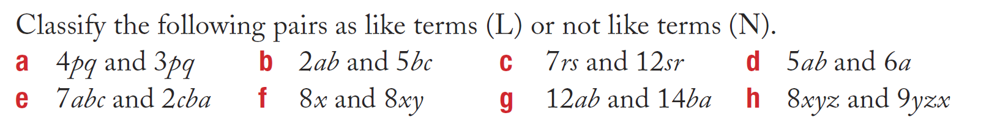 Classify the following pairs as like terms (L) or not like terms (N).
a 4pq and 3pq b 2ab and 5bc c 7rs and 12sr d 5ab and 6a
e 7abc and 2cba f 8x and 8xy g 12ab and 14ba h 8xyz and 9yzx